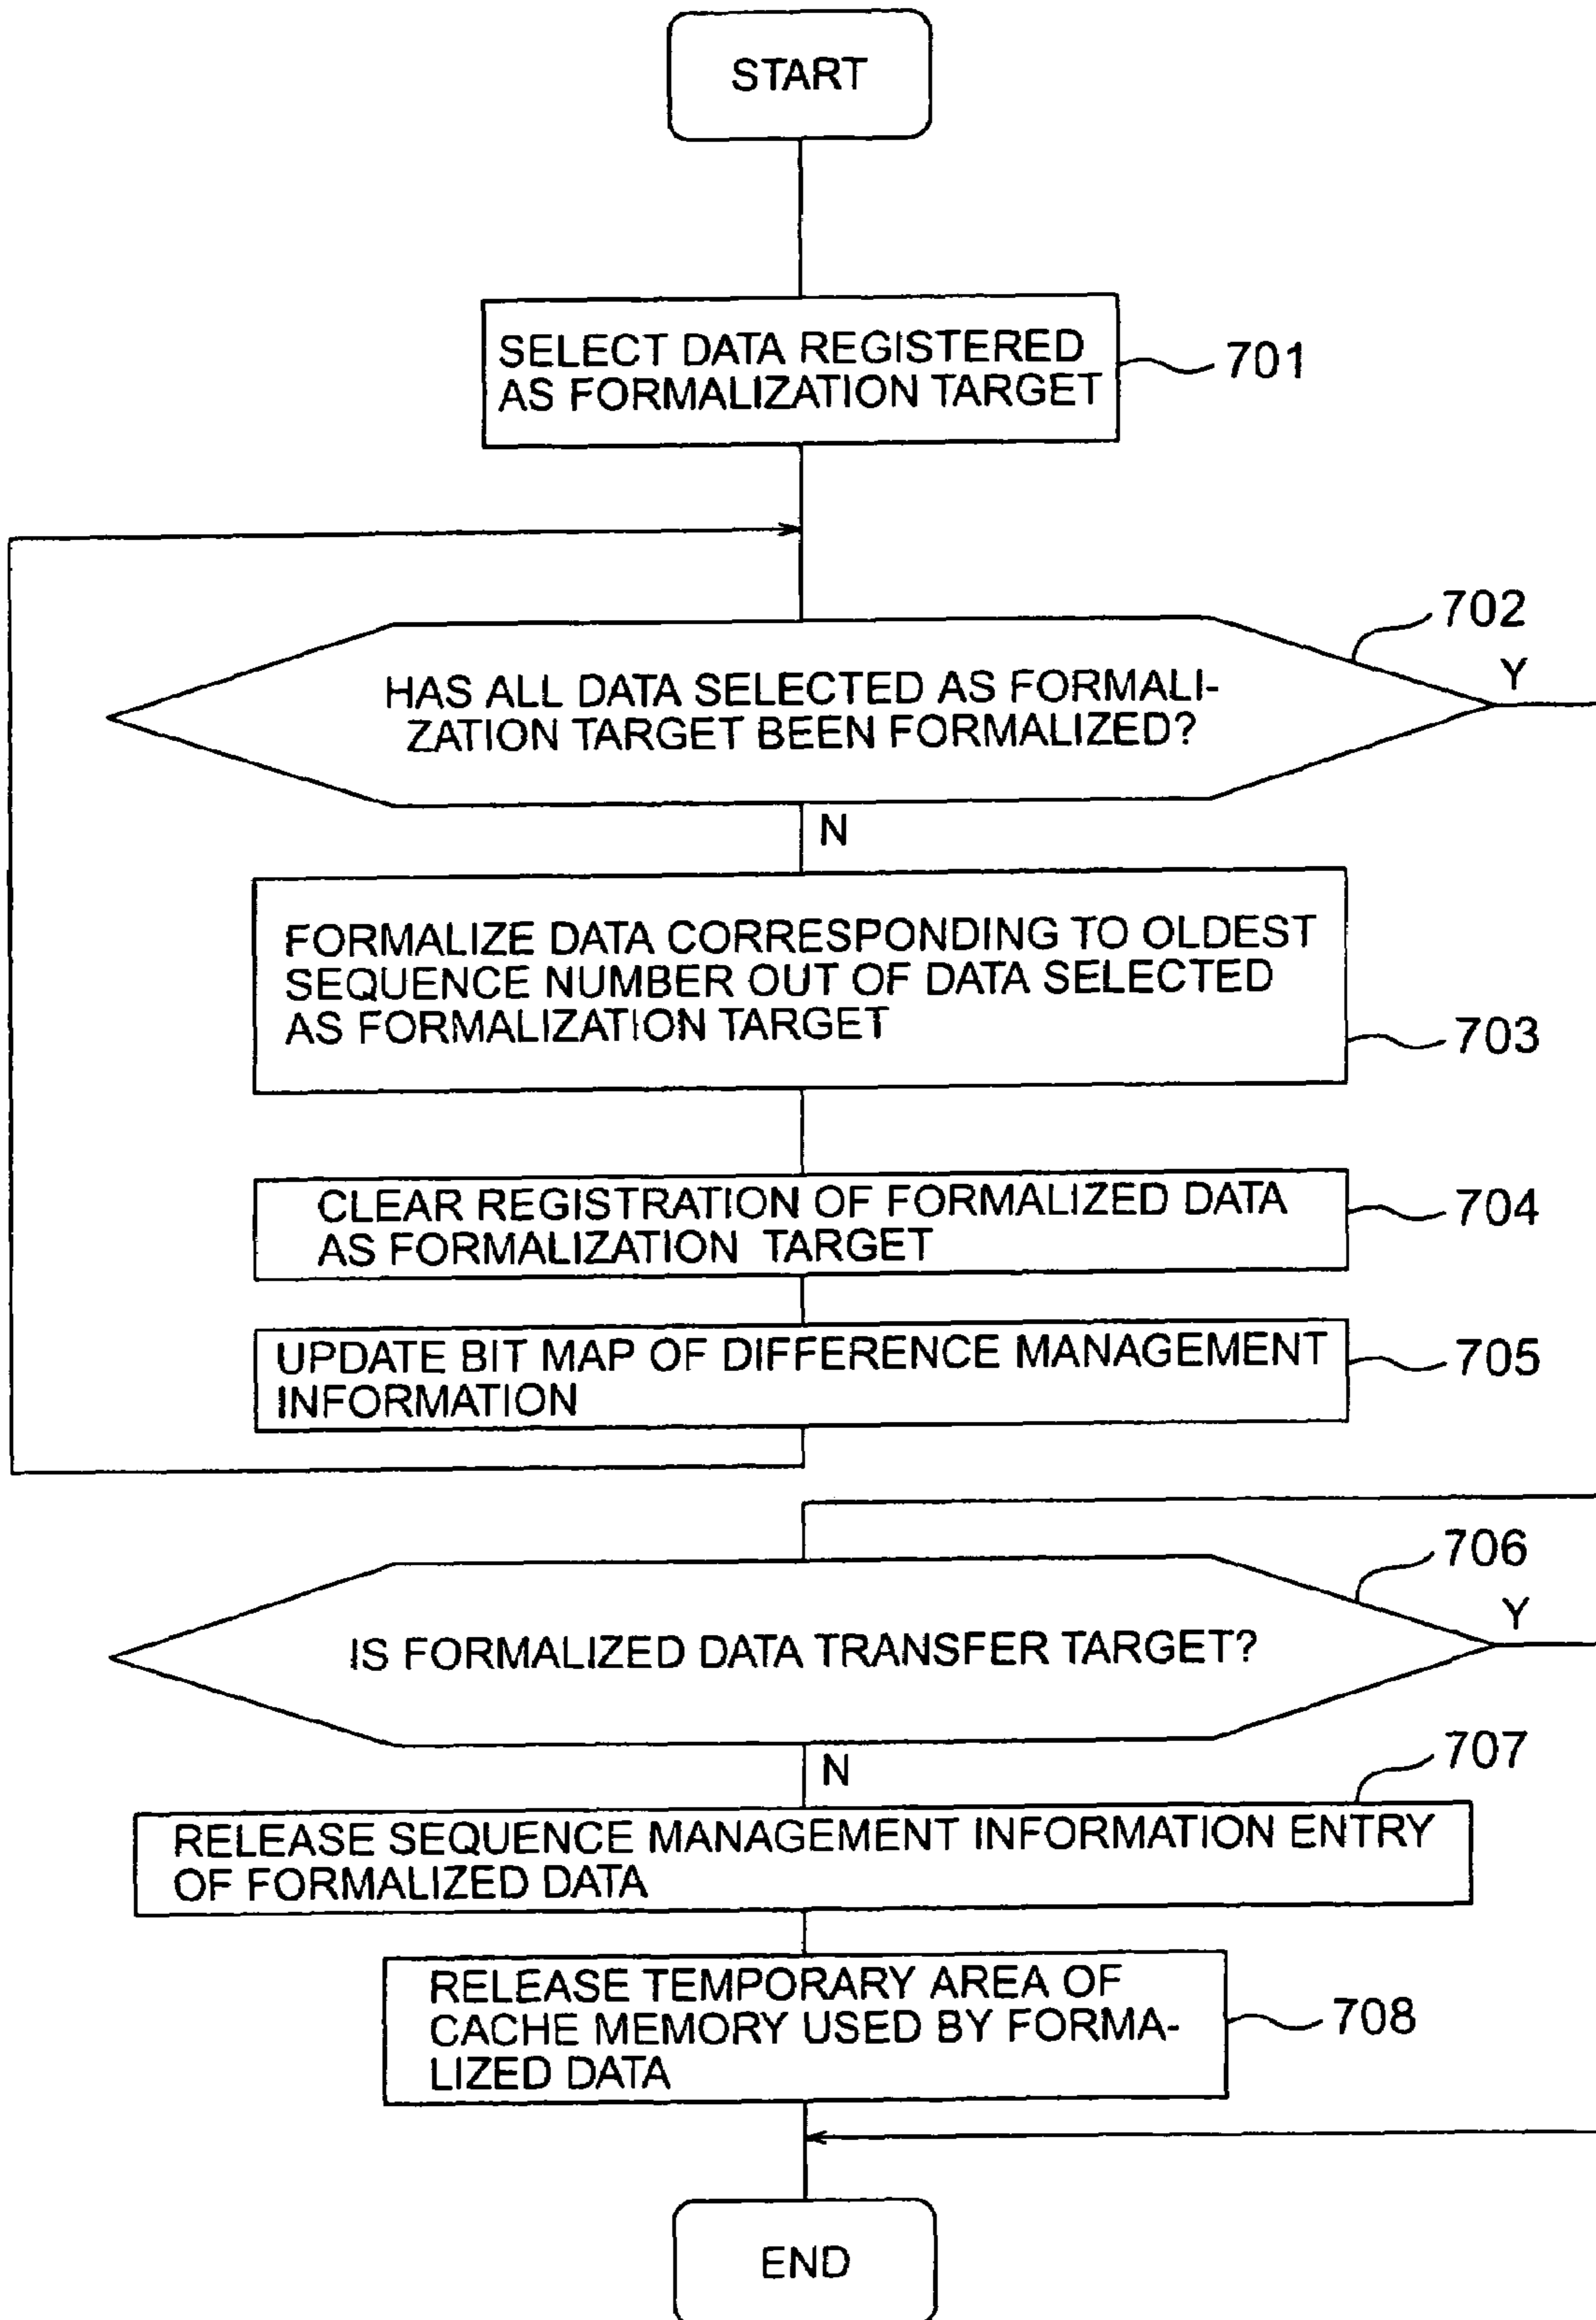 START
SELECT DATA REGISTERED
AS FORMALIZATION TARGET
701
702
Y
HAS ALL DATA SELECTED AS FORMALI-
ZATION TARGET BEEN FORMALIZED?
N
FORMALIZE DATA CORRESPONDING TO OLDEST
SEQUENCE NUMBER OUT OF DATA SELECTED
AS FORMALIZATION TARGET
703
CLEAR REGISTRATION OF FORMALIZED DATA
AS FORMALIZATION TARGET
704
UPDATE BIT MAP OF DIFFERENCE MANAGEMENT
INFORMATION
705
706
Y
IS FORMALIZED DATA TRANSFER TARGET?
N
707
RELEASE SEQUENCE MANAGEMENT INFORMATION ENTRY
OF FORMALIZED DATA
RELEASE TEMPORARY AREA OF
CACHE MEMORY USED BY FORMA-
LIZED DATA
708
END